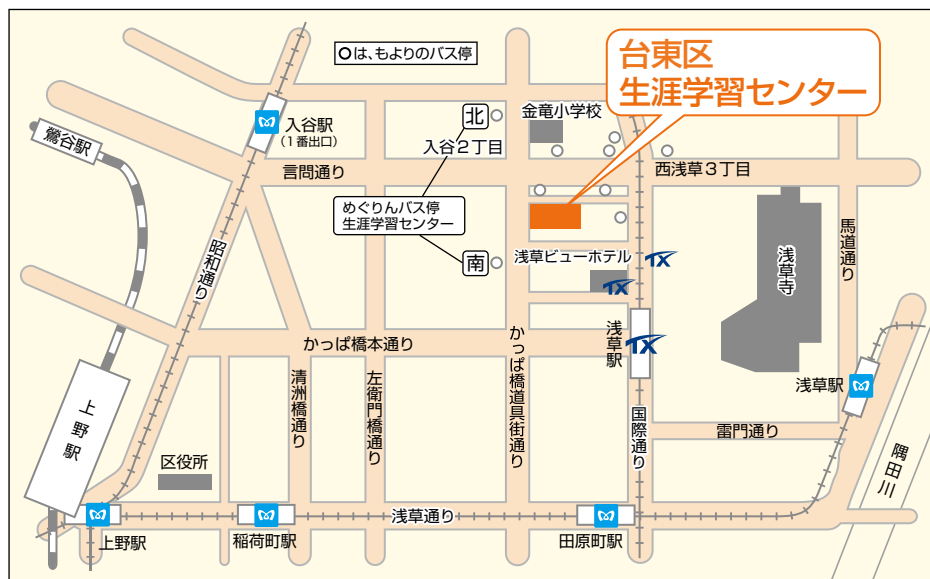 ○は、もよりのバス停
台東区
生涯学習センター
北
金竜小学校
入谷駅
(1番出口)
入谷2丁目
鶯谷駅
言問通り
西浅草3丁目
めぐりんバス停
生涯学習センター
昭和通り
南
浅草ビューホテル
TX
TX
浅草寺
馬道通り
かっぱ橋本通り
浅草駅
TX
かっぱ橋道具街通り
清洲橋通り
左衛門橋通り
国際通り
浅草駅
雷門通り
上野駅
区役所
隅田川
浅草通り
上野駅
稲荷町駅
田原町駅